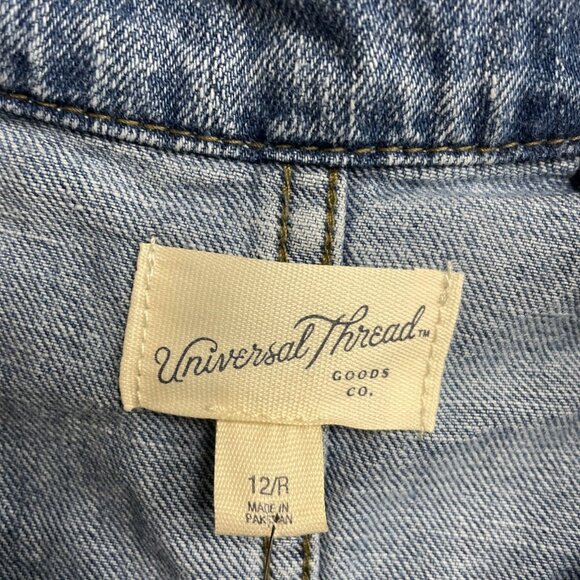 Universal Thread™
GOODS
CO.
12/R
MADE IN
PAKISTAN